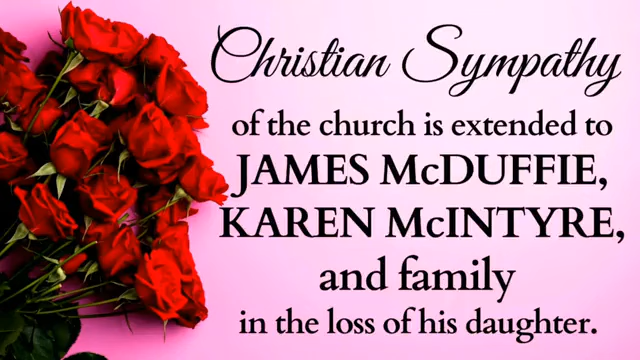 Christian Sympathy
of the church is extended to
JAMES McDUFFIE,
KAREN McINTYRE,
and family
in the loss of his daughter.